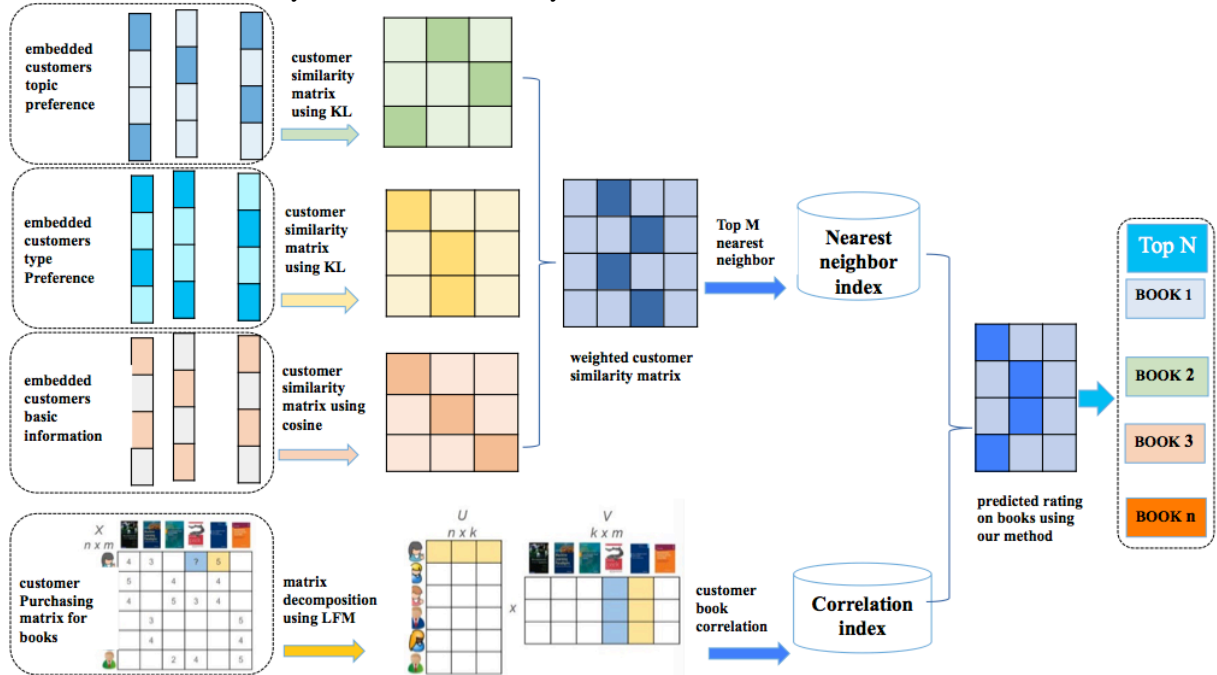 embedded
customers
topic
preference
customer
similarity
matrix
using KL
embedded
customers
type
Preference
customer
similarity
matrix
using KL
embedded
customers
basic
information
customer
similarity
matrix using
cosine
weighted customer
similarity matrix
Top M
nearest
neighbor
Nearest
neighbor
index
customer
Purchasing
matrix for
books
X
n x m
4 3 ? 5
5 4 4
4 5 3 4
3 5
4 4
2 4 5
matrix
decomposition
using LFM
U
n x k
x
V
k x m
customer
book
correlation
Correlation
index
predicted rating
on books using
our method
Top N
BOOK 1
BOOK 2
BOOK 3
BOOK n